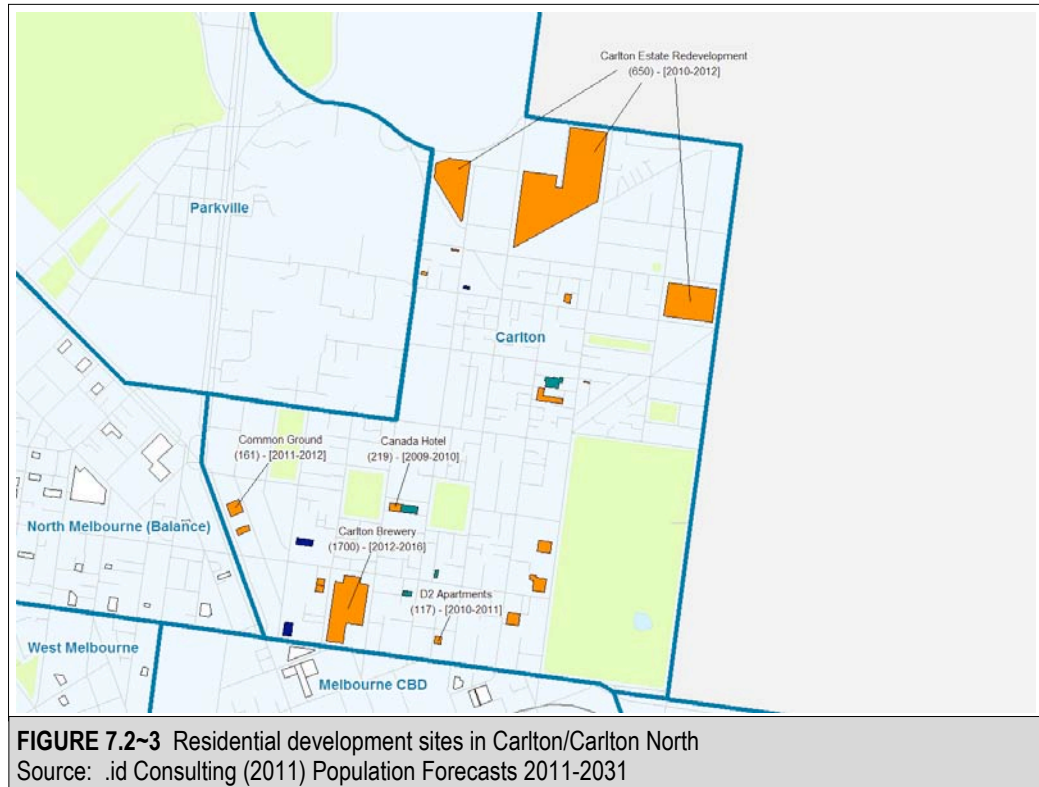 Carlton Estate Redevelopment
(650) - [2010-2012]
Parkville
Carlton
Common Ground
(161) - [2011-2012]
Canada Hotel
(219) - [2009-2010]
North Melbourne (Balance)
Carlton Brewery
(1700) - [2012-2016]
D2 Apartments
(117) - [2010-2011]
West Melbourne
Melbourne CBD
FIGURE 7.2~3 Residential development sites in Carlton/Carlton North
Source: .id Consulting (2011) Population Forecasts 2011-2031